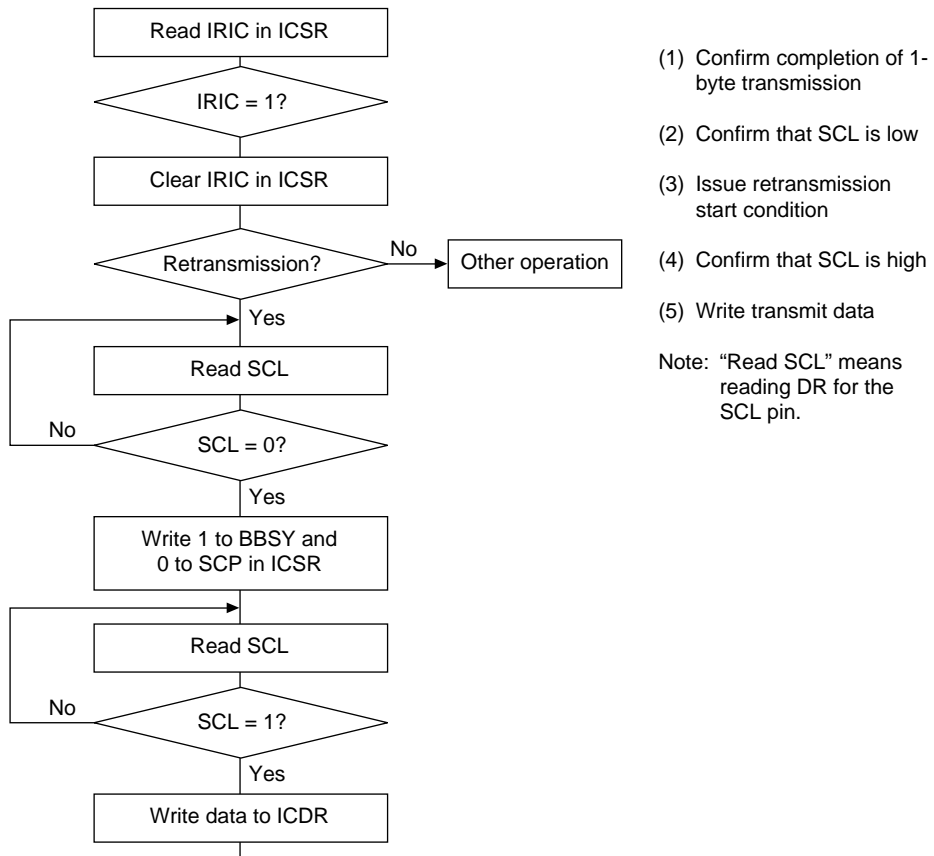 Read IRIC in ICSR
IRIC = 1?
Clear IRIC in ICSR
Retransmission?
No
Other operation
Yes
Read SCL
No
SCL = 0?
Yes
Write 1 to BBSY and
0 to SCP in ICSR
Read SCL
No
SCL = 1?
Yes
Write data to ICDR
(1) Confirm completion of 1-
byte transmission
(2) Confirm that SCL is low
(3) Issue retransmission
start condition
(4) Confirm that SCL is high
(5) Write transmit data
Note: “Read SCL” means
reading DR for the
SCL pin.